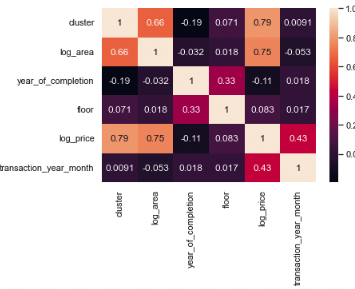 cluster 1 0.66 -0.19 0.071 0.79 0.0091
log_area 0.66 1 -0.032 0.018 0.75 -0.053
year_of_completion -0.19 -0.032 1 0.33 -0.11 0.018
floor 0.071 0.018 0.33 1 0.083 0.017
log_price 0.79 0.75 -0.11 0.083 1 0.43
transaction_year_month 0.0091 -0.053 0.018 0.017 0.43 1
cluster
log_area
year_of_completion
floor
log_price
transaction_year_month
1.0
0.8
0.6
0.4
0.2
0.0